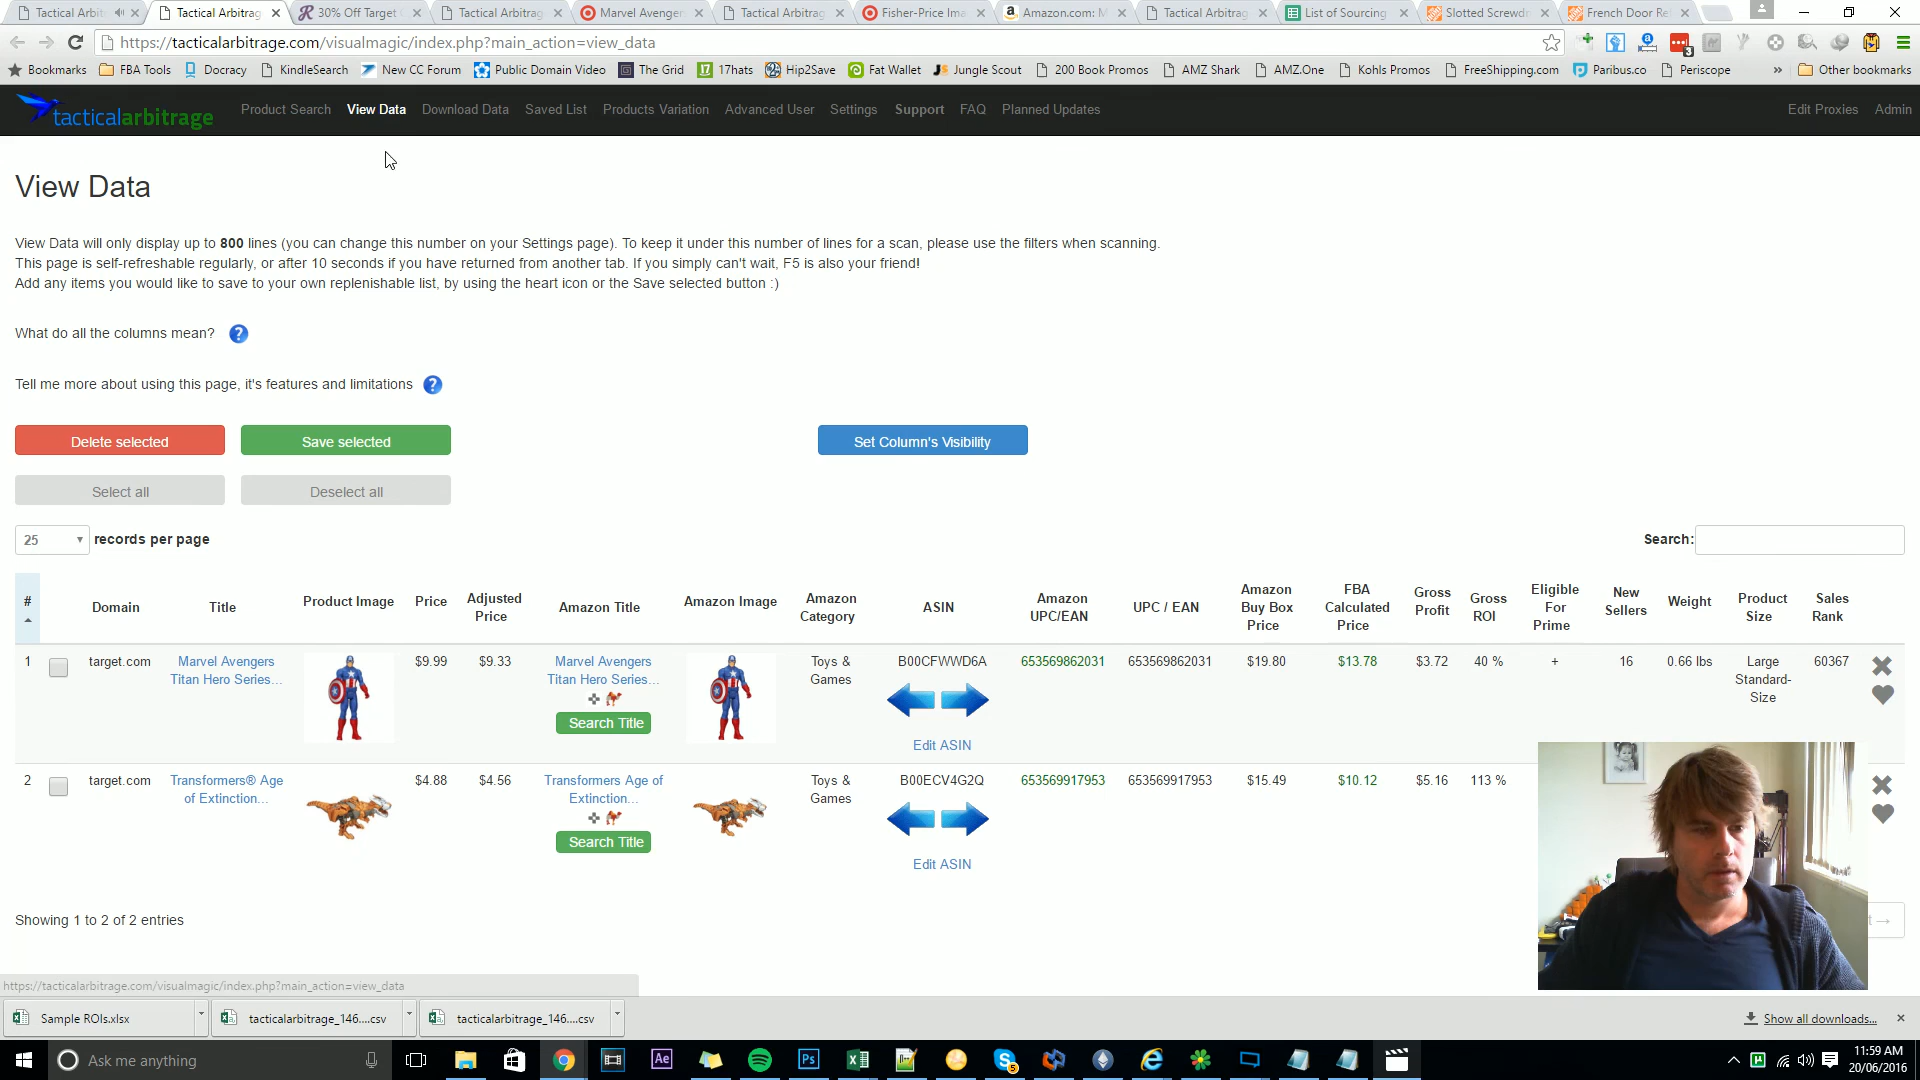 Tactical Arbit
Tactical Arbitrag
30% Off Target C
Tactical Arbitrag
Marvel Avenger
Tactical Arbitrag
Fisher-Price Ima
Amazon.com: M
Tactical Arbitrag
List of Sourcing
Slotted Screwdr
French Door Re
https://tacticalarbitrage.com/visualmagic/index.php?main_action=view_data
Bookmarks
FBA Tools
Docracy
KindleSearch
New CC Forum
Public Domain Video
The Grid
17hats
Hip2Save
Fat Wallet
Jungle Scout
200 Book Promos
AMZ Shark
AMZ.One
Kohls Promos
FreeShipping.com
Paribus.co
Periscope
» Other bookmarks
tacticalarbitrage
Product Search
View Data
Download Data
Saved List
Products Variation
Advanced User
Settings
Support
FAQ
Planned Updates
Edit Proxies
Admin
View Data
View Data will only display up to 800 lines (you can change this number on your Settings page). To keep it under this number of lines for a scan, please use the filters when scanning.
This page is self-refreshable regularly, or after 10 seconds if you have returned from another tab. If you simply can't wait, F5 is also your friend!
Add any items you would like to save to your own replenishable list, by using the heart icon or the Save selected button :)
What do all the columns mean? ?
Tell me more about using this page, it's features and limitations ?
Delete selected
Save selected
Set Column's Visibility
Select all
Deselect all
25 records per page
Search:
#
Domain
Title
Product Image
Price
Adjusted
Price
Amazon Title
Amazon Image
Amazon
Category
ASIN
Amazon
UPC/EAN
UPC / EAN
Amazon
Buy Box
Price
FBA
Calculated
Price
Gross
Profit
Gross
ROI
Eligible
For
Prime
New
Sellers
Weight
Product
Size
Sales
Rank
1
target.com
Marvel Avengers
Titan Hero Series...
$9.99
$9.33
Marvel Avengers
Titan Hero Series...
Search Title
Toys &
Games
B00CFWWD6A
Edit ASIN
653569862031
653569862031
$19.80
$13.78
$3.72
40 %
+
16
0.66 lbs
Large
Standard-
Size
60367
2
target.com
Transformers® Age
of Extinction...
$4.88
$4.56
Transformers Age of
Extinction...
Search Title
Toys &
Games
B00ECV4G2Q
Edit ASIN
653569917953
653569917953
$15.49
$10.12
$5.16
113 %
Showing 1 to 2 of 2 entries
t →
https://tacticalarbitrage.com/visualmagic/index.php?main_action=view_data
Sample ROIs.xlsx
tacticalarbitrage_146....csv
tacticalarbitrage_146....csv
Show all downloads...
Ask me anything
11:59 AM
20/06/2016